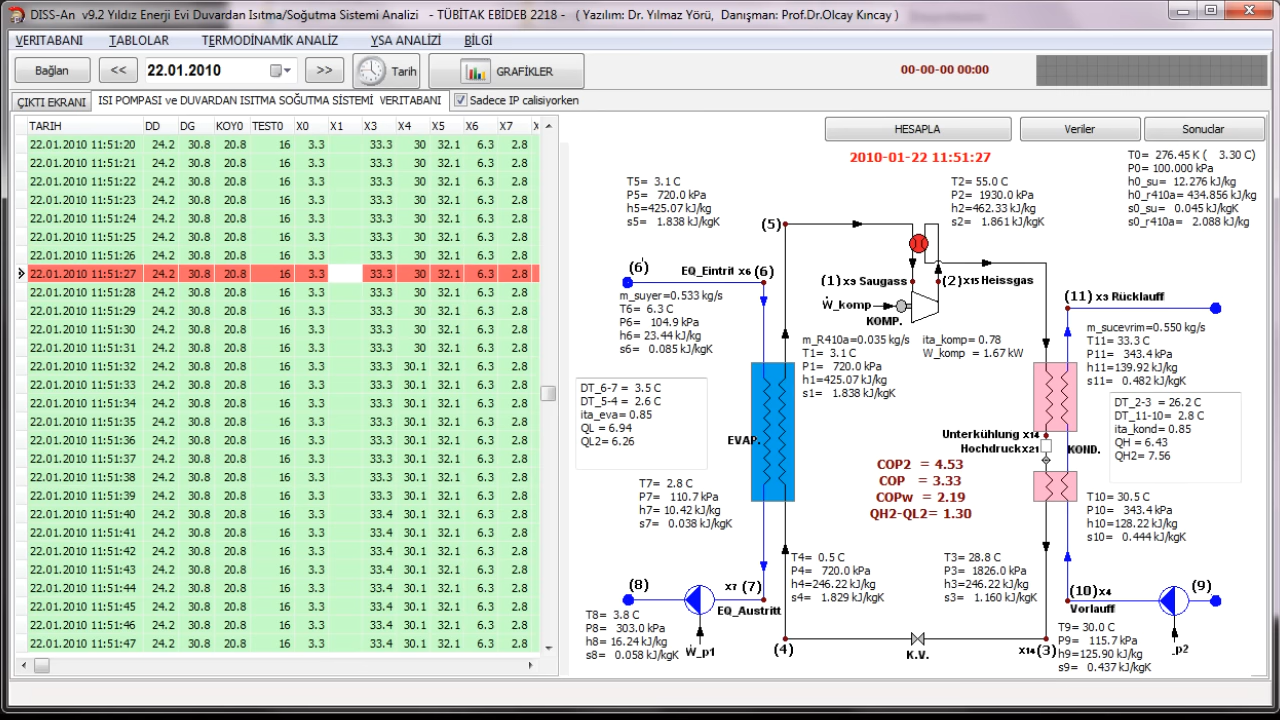 DISS-An v9.2 Yıldız Enerji Evi Duvardan Isıtma/Soğutma Sistemi Analizi - TÜBİTAK EBİDEB 2218 - ( Yazılım: Dr. Yılmaz Yörü, Danışman: Prof.Dr.Olcay Kıncay )
VERITABANI TABLOLAR TERMODİNAMİK ANALİZ YSA ANALİZİ BİLGİ
Bağlan << 22.01.2010 >> Tarih GRAFİKLER 00-00-00 00:00
ÇIKTI EKRANI ISI POMPASI ve DUVARDAN ISITMA SOĞUTMA SİSTEMİ VERITABANI Sadece IP calisiyorken
TARIH DD DG KOY0 TEST0 X0 X1 X3 X4 X5 X6 X7 X
22.01.2010 11:51:20 24.2 30.8 20.8 16 3.3 33.3 30 32.1 6.3 2.8
22.01.2010 11:51:21 24.2 30.8 20.8 16 3.3 33.3 30 32.1 6.3 2.8
22.01.2010 11:51:22 24.2 30.8 20.8 16 3.3 33.3 30 32.1 6.3 2.8
22.01.2010 11:51:23 24.2 30.8 20.8 16 3.3 33.3 30 32.1 6.3 2.8
22.01.2010 11:51:24 24.2 30.8 20.8 16 3.3 33.3 30 32.1 6.3 2.8
22.01.2010 11:51:25 24.2 30.8 20.8 16 3.3 33.3 30 32.1 6.3 2.8
22.01.2010 11:51:26 24.2 30.8 20.8 16 3.3 33.3 30 32.1 6.3 2.8
22.01.2010 11:51:27 24.2 30.8 20.8 16 3.3 33.3 30 32.1 6.3 2.8
22.01.2010 11:51:28 24.2 30.8 20.8 16 3.3 33.3 30 32.1 6.3 2.8
22.01.2010 11:51:29 24.2 30.8 20.8 16 3.3 33.3 30 32.1 6.3 2.8
22.01.2010 11:51:30 24.2 30.8 20.8 16 3.3 33.3 30 32.1 6.3 2.8
22.01.2010 11:51:31 24.2 30.8 20.8 16 3.3 33.3 30 32.1 6.3 2.8
22.01.2010 11:51:32 24.2 30.8 20.8 16 3.3 33.3 30.1 32.1 6.3 2.8
22.01.2010 11:51:33 24.2 30.8 20.8 16 3.3 33.3 30.1 32.1 6.3 2.8
22.01.2010 11:51:34 24.2 30.8 20.8 16 3.3 33.3 30.1 32.1 6.3 2.8
22.01.2010 11:51:35 24.2 30.8 20.8 16 3.3 33.3 30.1 32.1 6.3 2.8
22.01.2010 11:51:36 24.2 30.8 20.8 16 3.3 33.3 30.1 32.1 6.3 2.8
22.01.2010 11:51:37 24.2 30.8 20.8 16 3.3 33.3 30.1 32.1 6.3 2.8
22.01.2010 11:51:38 24.2 30.8 20.8 16 3.3 33.3 30.1 32.1 6.3 2.8
22.01.2010 11:51:39 24.2 30.8 20.8 16 3.3 33.3 30.1 32.1 6.3 2.8
22.01.2010 11:51:40 24.2 30.8 20.8 16 3.3 33.4 30.1 32.1 6.3 2.8
22.01.2010 11:51:41 24.2 30.8 20.8 16 3.3 33.4 30.1 32.1 6.3 2.8
22.01.2010 11:51:42 24.2 30.8 20.8 16 3.3 33.4 30.1 32.1 6.3 2.8
22.01.2010 11:51:43 24.2 30.8 20.8 16 3.3 33.4 30.1 32.1 6.3 2.8
22.01.2010 11:51:44 24.2 30.8 20.8 16 3.3 33.4 30.1 32.1 6.3 2.8
22.01.2010 11:51:45 24.2 30.8 20.8 16 3.3 33.4 30.1 32.1 6.3 2.8
22.01.2010 11:51:46 24.2 30.8 20.8 16 3.3 33.4 30.1 32.1 6.3 2.8
22.01.2010 11:51:47 24.2 30.8 20.8 16 3.3 33.4 30.1 32.1 6.3 2.8
HESAPLA Veriler Sonuclar
2010-01-22 11:51:27
T0= 276.45 K ( 3.30 C)
P0= 100.000 kPa
h0_su= 12.276 kJ/kg
h0_r410a= 434.856 kJ/kg
s0_su= 0.045 kJ/kgK
s0_r410a= 2.088 kJ/kg
T5= 3.1 C
P5= 720.0 kPa
h5=425.07 kJ/kg
s5= 1.838 kJ/kgK
T2= 55.0 C
P2= 1930.0 kPa
h2=462.33 kJ/kg
s2= 1.861 kJ/kgK
(5)
(6') EQ_Eintrit x6 (6)
(1) x3 Saugass (2) x15 Heissgas
Ẇ_komp
KOMP.
(11) x3 Rücklauff
m_suyer=0.533 kg/s
T6= 6.3 C
P6= 104.9 kPa
h6= 23.44 kJ/kg
s6= 0.085 kJ/kgK
m_R410a=0.035 kg/s
T1= 3.1 C
P1= 720.0 kPa
h1=425.07 kJ/kg
s1= 1.838 kJ/kgK
ita_komp= 0.78
W_komp = 1.67 kW
m_sucevrim=0.550 kg/s
T11= 33.3 C
P11= 343.4 kPa
h11=139.92 kJ/kg
s11= 0.482 kJ/kgK
DT_6-7 = 3.5 C
DT_5-4 = 2.6 C
ita_eva= 0.85
QL = 6.94
QL2= 6.26
EVAP.
DT_2-3 = 26.2 C
DT_11-10= 2.8 C
ita_kond= 0.85
QH = 6.43
QH2= 7.56
Unterkühlung x14
Hochdruck x21
KOND.
COP2 = 4.53
COP = 3.33
COPw = 2.19
QH2-QL2= 1.30
T7= 2.8 C
P7= 110.7 kPa
h7= 10.42 kJ/kg
s7= 0.038 kJ/kgK
T10= 30.5 C
P10= 343.4 kPa
h10=128.22 kJ/kg
s10= 0.444 kJ/kgK
T4= 0.5 C
P4= 720.0 kPa
h4=246.22 kJ/kg
s4= 1.829 kJ/kgK
T3= 28.8 C
P3= 1826.0 kPa
h3=246.22 kJ/kg
s3= 1.160 kJ/kgK
(8) x7 (7)
EQ_Austritt
(10) x4 (9)
Vorlauff
T8= 3.8 C
P8= 303.0 kPa
h8= 16.24 kJ/kg
s8= 0.058 kJ/kgK
Ẇ_p1
(4) K.V. x14 (3)
T9= 30.0 C
P9= 115.7 kPa
h9=125.90 kJ/kg
s9= 0.437 kJ/kgK
_p2